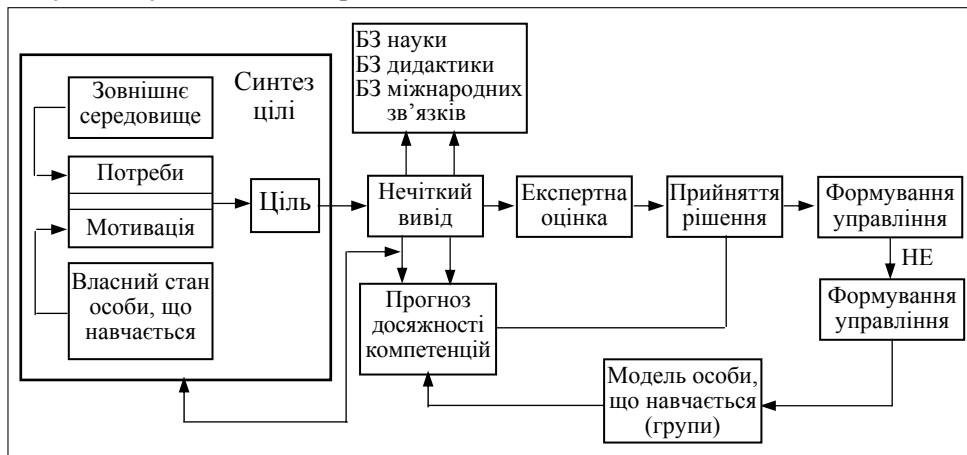 Зовнішнє
середовище
Синтез
цілі
Потреби
Мотивація
Власний стан
особи, що
навчається
Ціль
БЗ науки
БЗ дидактики
БЗ міжнародних
зв’язків
Нечіткий
вивід
Експертна
оцінка
Прийняття
рішення
Формування
управління
НЕ
Формування
управління
Прогноз
досяжності
компетенцій
Модель особи,
що навчається
(групи)